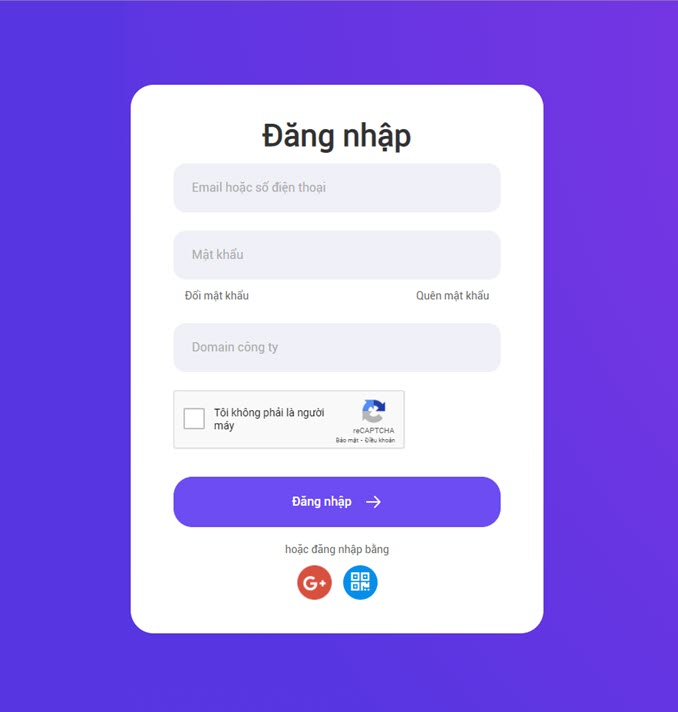 Đăng nhập
Email hoặc số điện thoại
Mật khẩu
Đổi mật khẩu
Quên mật khẩu
Domain công ty
Tôi không phải là người
máy
reCAPTCHA
Bảo mật - Điều khoản
Đăng nhập
hoặc đăng nhập bằng
G+